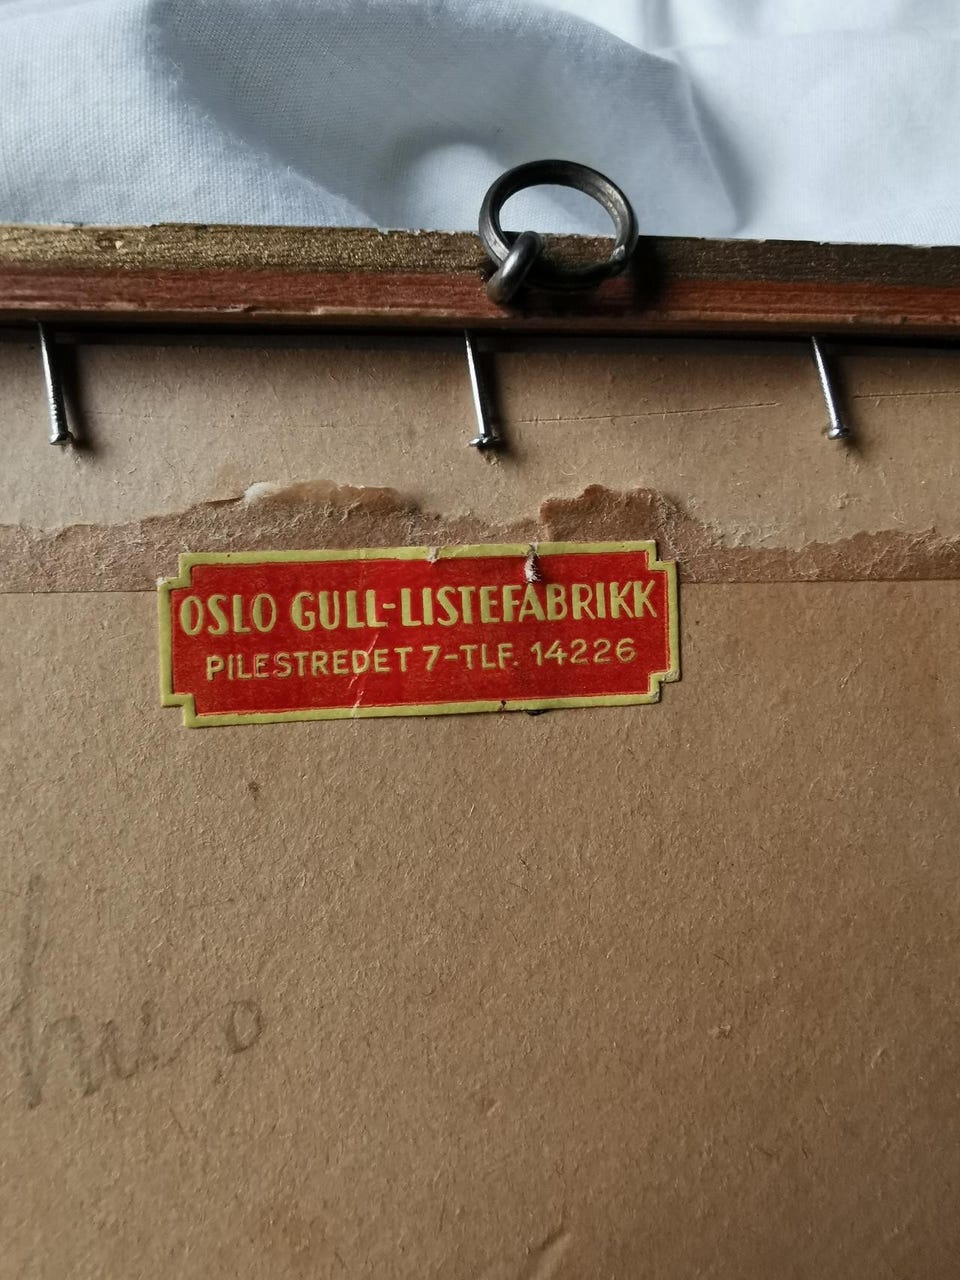 OSLO GULL-LISTEFABRIKK
PILESTREDET 7-TLF. 14226